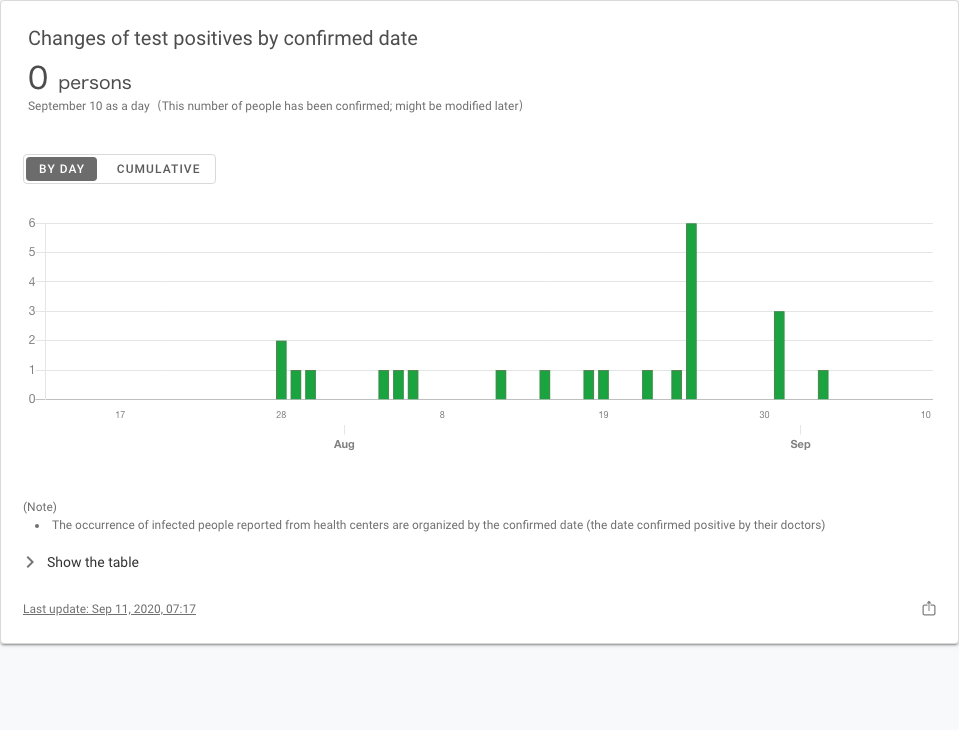 Changes of test positives by confirmed date
0 persons
September 10 as a day（This number of people has been confirmed; might be modified later）
BY DAY CUMULATIVE
6
5
4
3
2
1
0
17 28 8 19 30 10
Aug Sep
(Note)
• The occurrence of infected people reported from health centers are organized by the confirmed date (the date confirmed positive by their doctors)
Show the table
Last update: Sep 11, 2020, 07:17